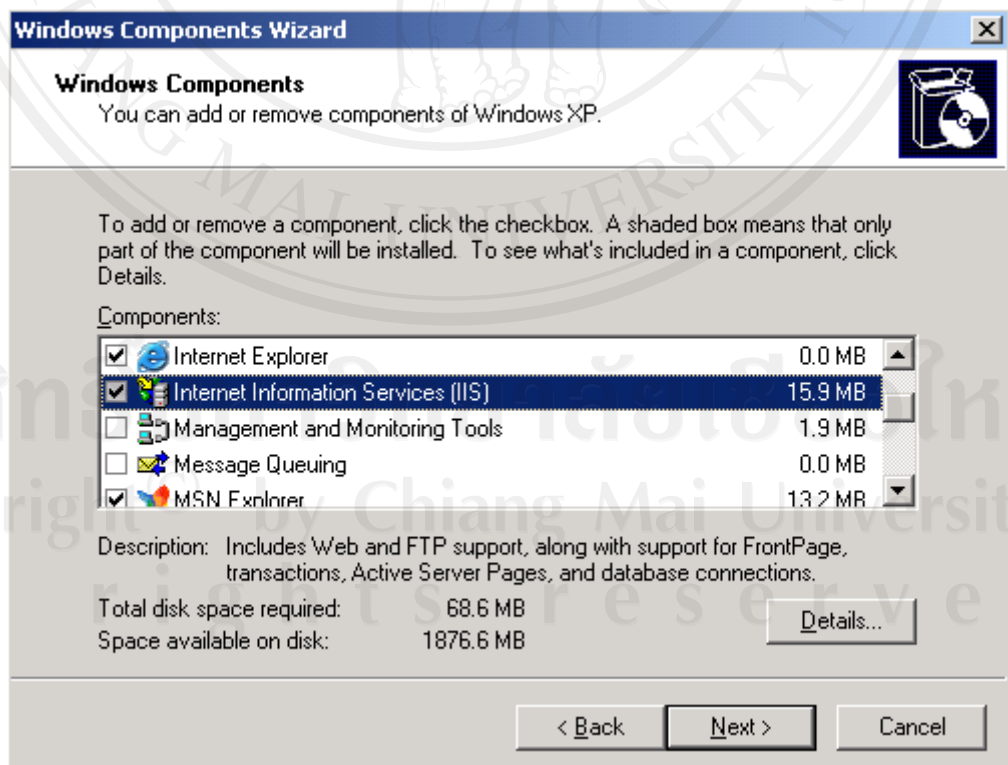 Windows Components Wizard
Windows Components
You can add or remove components of Windows XP.
To add or remove a component, click the checkbox. A shaded box means that only
part of the component will be installed. To see what's included in a component, click
Details.
Components:
Internet Explorer 0.0 MB
Internet Information Services (IIS) 15.9 MB
Management and Monitoring Tools 1.9 MB
Message Queuing 0.0 MB
MSN Explorer 13.2 MB
Description: Includes Web and FTP support, along with support for FrontPage,
transactions, Active Server Pages, and database connections.
Total disk space required: 68.6 MB
Space available on disk: 1876.6 MB
Details...
< Back
Next >
Cancel
MAI UNIVERSITY
by Chiang Mai